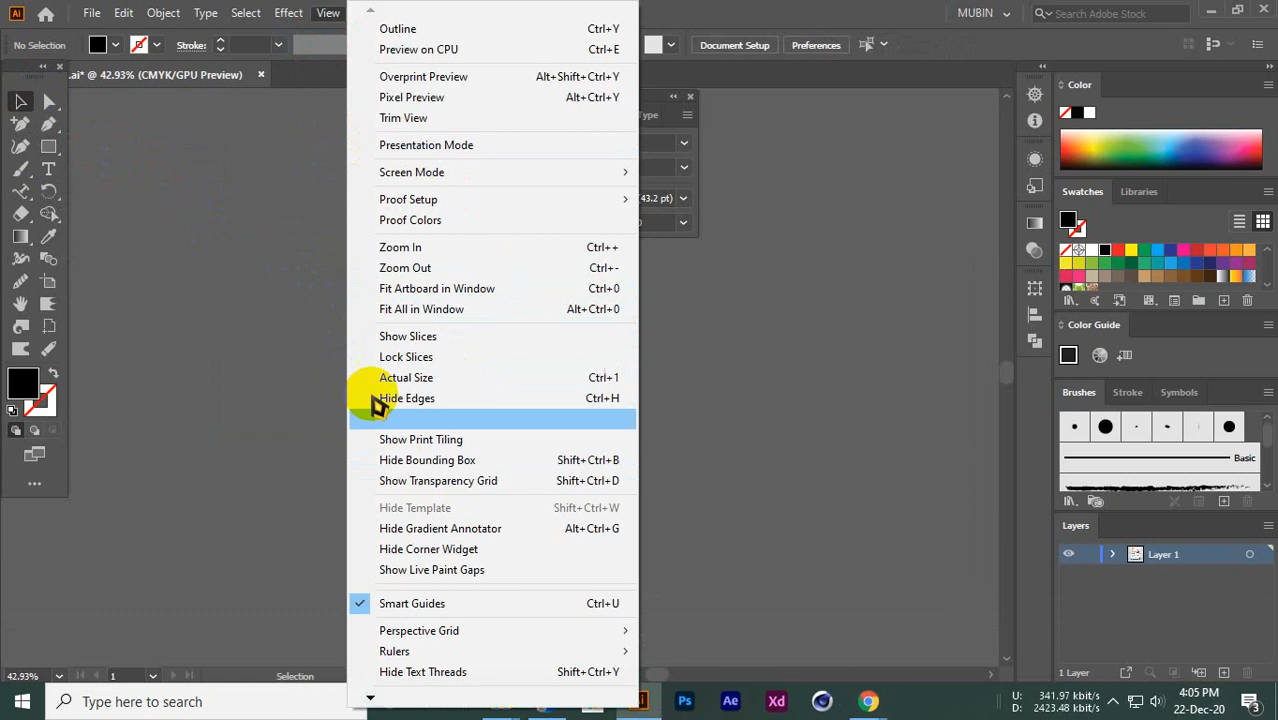 Ai File Edit Object Type Select Effect View MUBIN Search Adobe Stock
No Selection Stroke: Document Setup Preferences
.ai* @ 42.93% (CMYK/GPU Preview)
Outline Ctrl+Y
Preview on CPU Ctrl+E
Overprint Preview Alt+Shift+Ctrl+Y
Pixel Preview Alt+Ctrl+Y
Trim View
Presentation Mode
Screen Mode
Proof Setup
Proof Colors
Zoom In Ctrl++
Zoom Out Ctrl+-
Fit Artboard in Window Ctrl+0
Fit All in Window Alt+Ctrl+0
Show Slices
Lock Slices
Actual Size Ctrl+1
Hide Edges Ctrl+H
Show Print Tiling
Hide Bounding Box Shift+Ctrl+B
Show Transparency Grid Shift+Ctrl+D
Hide Template Shift+Ctrl+W
Hide Gradient Annotator Alt+Ctrl+G
Hide Corner Widget
Show Live Paint Gaps
Smart Guides Ctrl+U
Perspective Grid
Rulers
Hide Text Threads Shift+Ctrl+Y
Type
(43.2 pt)
Color
Swatches Libraries
Color Guide
Brushes Stroke Symbols
Basic
Layers
Layer 1
1 Layer
42.93% 1 Selection
Type here to search
Ai Ps Ae Xd
U: 341.97 kbit/s
D: 2423.48 kbit/s
4:05 PM
22-Dec-20
3